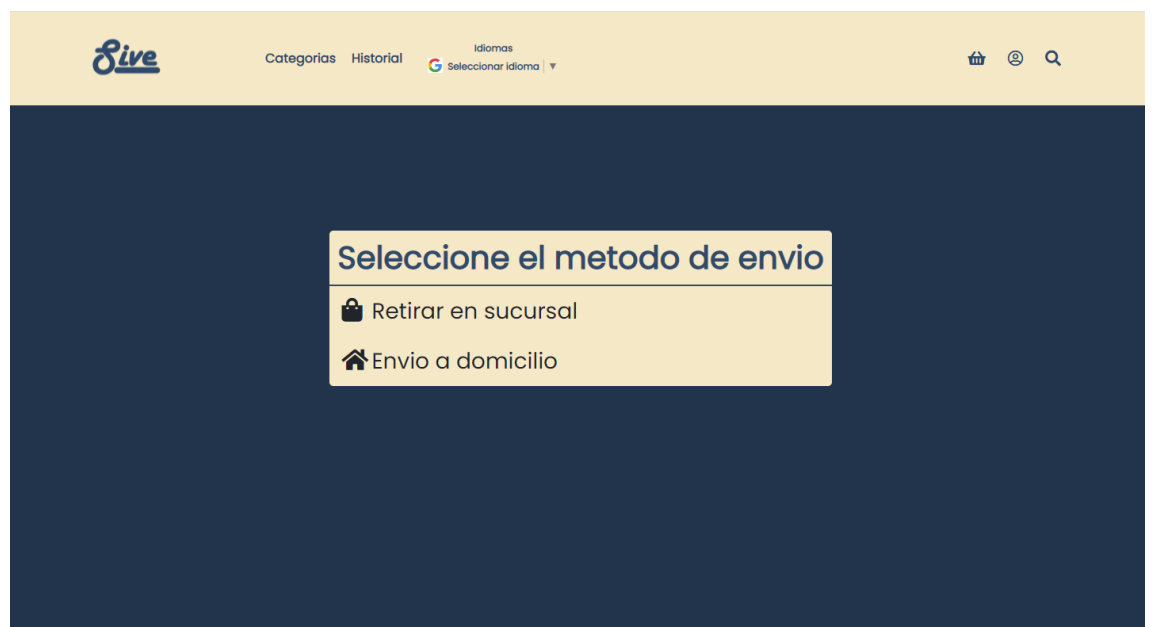 Sive
Categorias Historial
Idiomas
Seleccionar idioma ▼
Seleccione el metodo de envio
Retirar en sucursal
Envio a domicilio